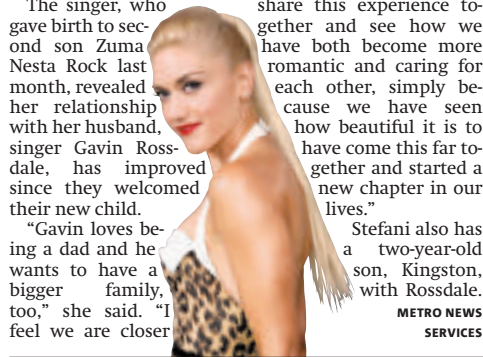 The singer, who
gave birth to sec-
ond son Zuma
Nesta Rock last
month, revealed
her relationship
with her husband,
singer Gavin Ross-
dale, has improved
since they welcomed
their new child.
“Gavin loves be-
ing a dad and he
wants to have a
bigger family,
too,” she said. “I
feel we are closer
share this experience to-
gether and see how we
have both become more
romantic and caring for
each other, simply be-
cause we have seen
how beautiful it is to
have come this far to-
gether and started a
new chapter in our
lives.”
Stefani also has
a two-year-old
son, Kingston,
with Rossdale.
METRO NEWS
SERVICES